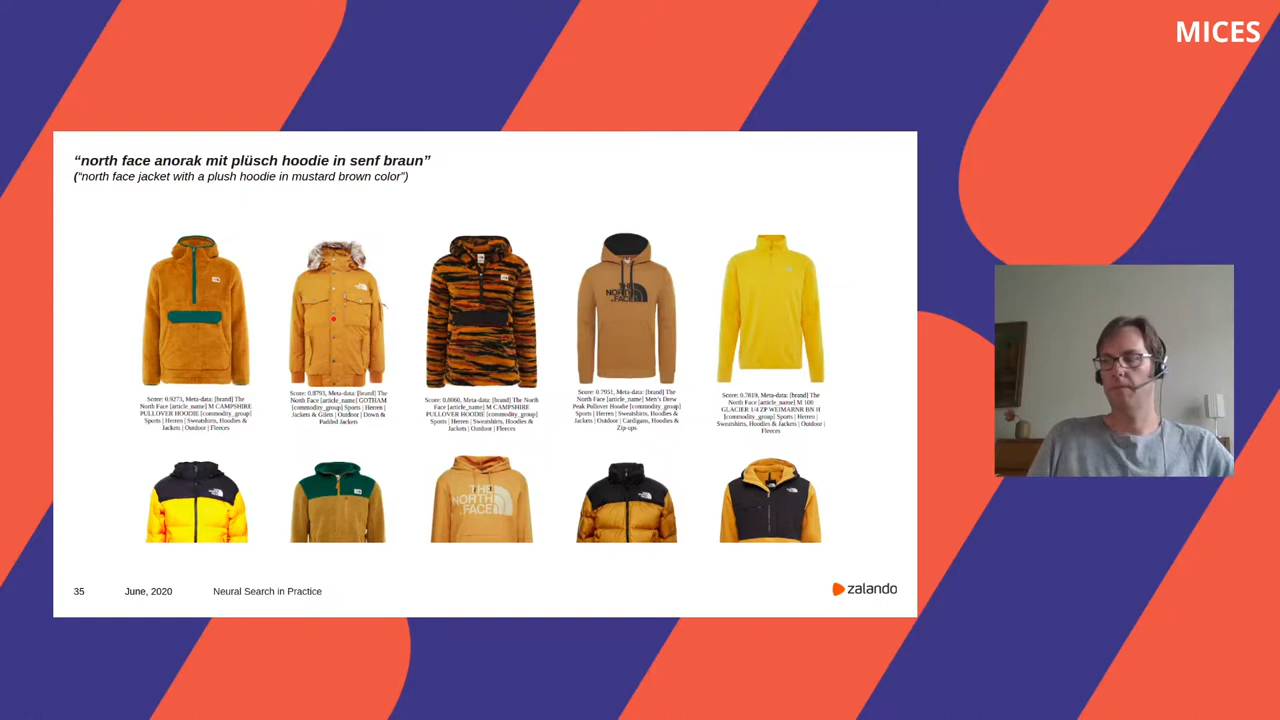 MICES
“north face anorak mit plüsch hoodie in senf braun”
(“north face jacket with a plush hoodie in mustard brown color”)
THE
NORTH
FACE
Score: 0.9273, Meta-data: [brand] The
North Face [article_name] M CAMPSHIRE
PULLOVER HOODIE [commodity_group]
Sports | Herren | Sweatshirts, Hoodies &
Jackets | Outdoor | Fleeces
Score: 0.8793, Meta-data: [brand] The
North Face [article_name] GOTHAM
[commodity_group] Sports | Herren |
Jackets & Gilets | Outdoor | Down &
Padded Jackets
Score: 0.8060, Meta-data: [brand] The North
Face [article_name] M CAMPSHIRE
PULLOVER HOODIE [commodity_group]
Sports | Herren | Sweatshirts, Hoodies &
Jackets | Outdoor | Fleeces
Score: 0.7951, Meta-data: [brand] The
North Face [article_name] Men's Drew
Peak Pullover Hoodie [commodity_group]
Sports | Herren | Sweatshirts, Hoodies &
Jackets | Outdoor | Cardigans, Hoodies &
Zip-ups
Score: 0.7819, Meta-data: [brand] The
North Face [article_name] M 100
GLACIER 1/4 ZP WEIMARNR BN H
[commodity_group] Sports | Herren |
Sweatshirts, Hoodies & Jackets | Outdoor |
Fleeces
THE
NORTH
FACE
35 June, 2020 Neural Search in Practice
zalando